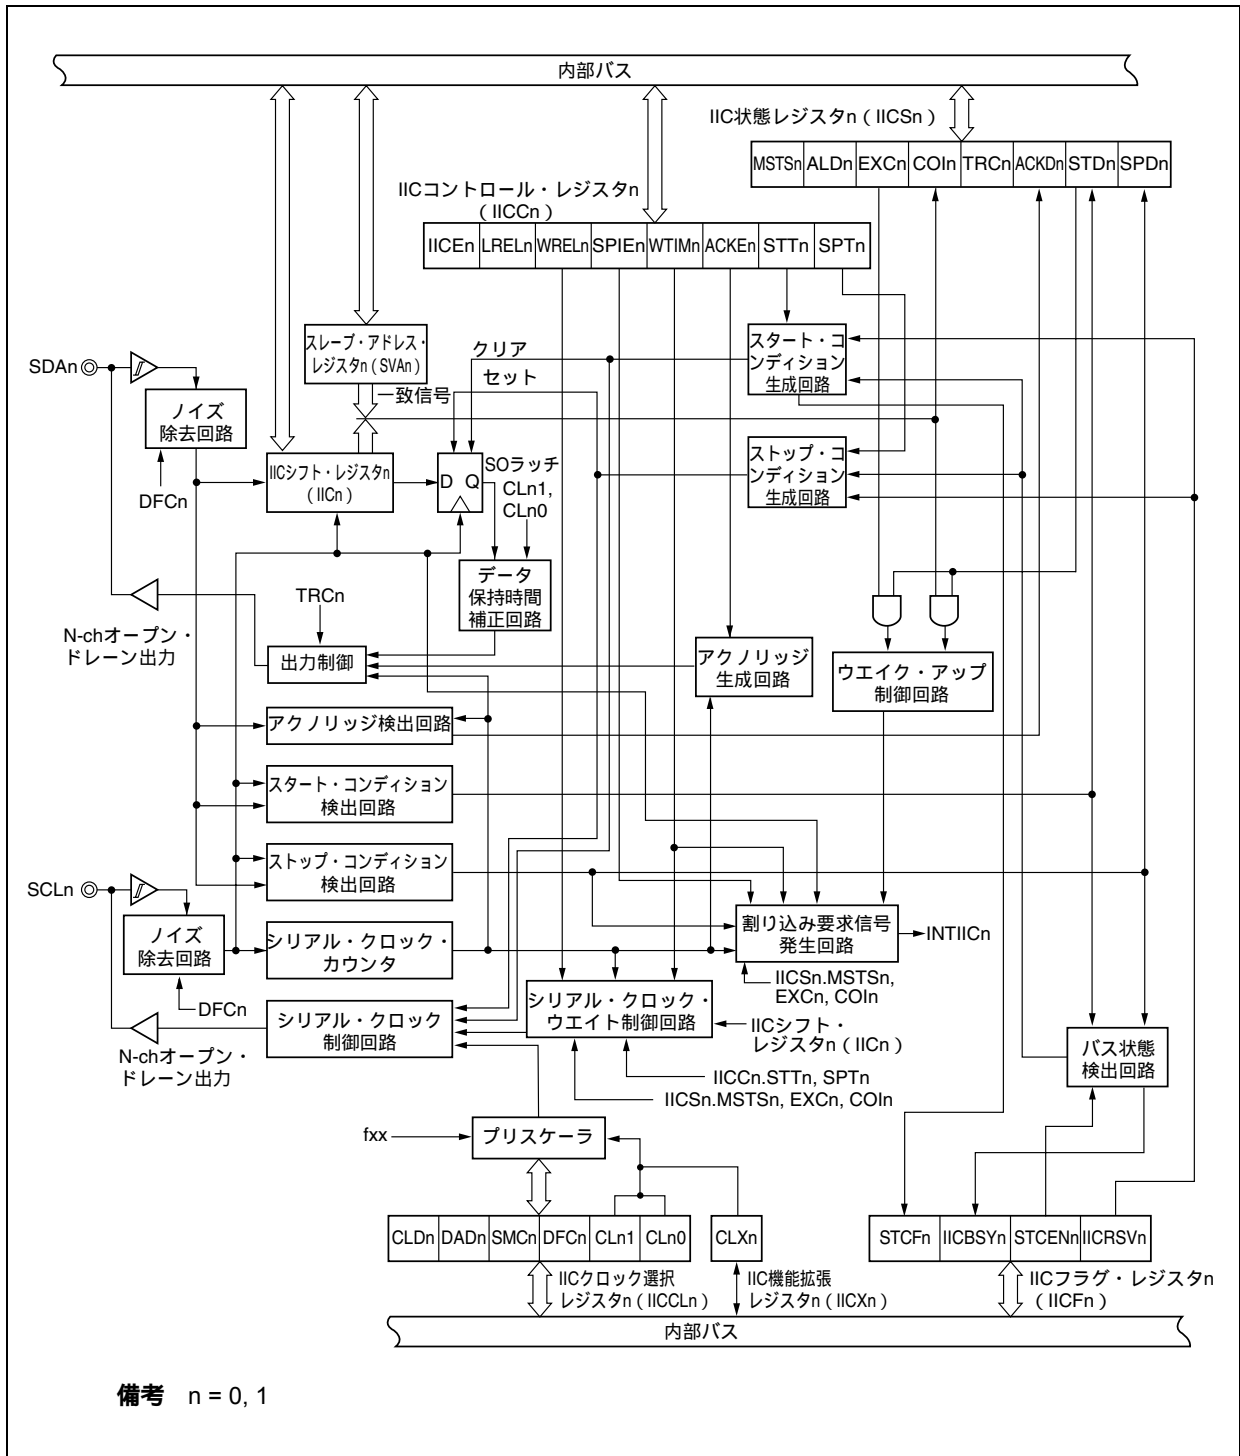 内部バス
IIC状態レジスタn（IICSn）
MSTSn ALDn EXCn COIn TRCn ACKDn STDn SPDn
IICコントロール・レジスタn
（IICCn）
IICEn LRELn WRELn SPIEn WTIMn ACKEn STTn SPTn
スレーブ・アドレス・
レジスタn（SVAn）
クリア
セット
一致信号
スタート・コ
ンディション
生成回路
SDAn
ノイズ
除去回路
DFCn
IICシフト・レジスタn
（IICn）
D Q
SOラッチ
CLn1,
CLn0
ストップ・コ
ンディション
生成回路
データ
保持時間
補正回路
TRCn
N-chオープン・
ドレーン出力
出力制御
アクノリッジ
生成回路
ウエイク・アップ
制御回路
アクノリッジ検出回路
スタート・コンディション
検出回路
ストップ・コンディション
検出回路
SCLn
ノイズ
除去回路
DFCn
シリアル・クロック・
カウンタ
割り込み要求信号
発生回路
INTIICn
IICSn.MSTSn,
EXCn, COIn
シリアル・クロック
制御回路
シリアル・クロック・
ウエイト制御回路
IICシフト・
レジスタn（IICn）
N-chオープン・
ドレーン出力
バス状態
検出回路
IICCn.STTn, SPTn
IICSn.MSTSn, EXCn, COIn
fxx
プリスケーラ
CLDn DADn SMCn DFCn CLn1 CLn0
CLXn
STCFn IICBSYn STCENn IICRSVn
IICクロック選択
レジスタn（IICCLn）
IIC機能拡張
レジスタn（IICXn）
IICフラグ・レジスタn
（IICFn）
内部バス
備考 n = 0, 1